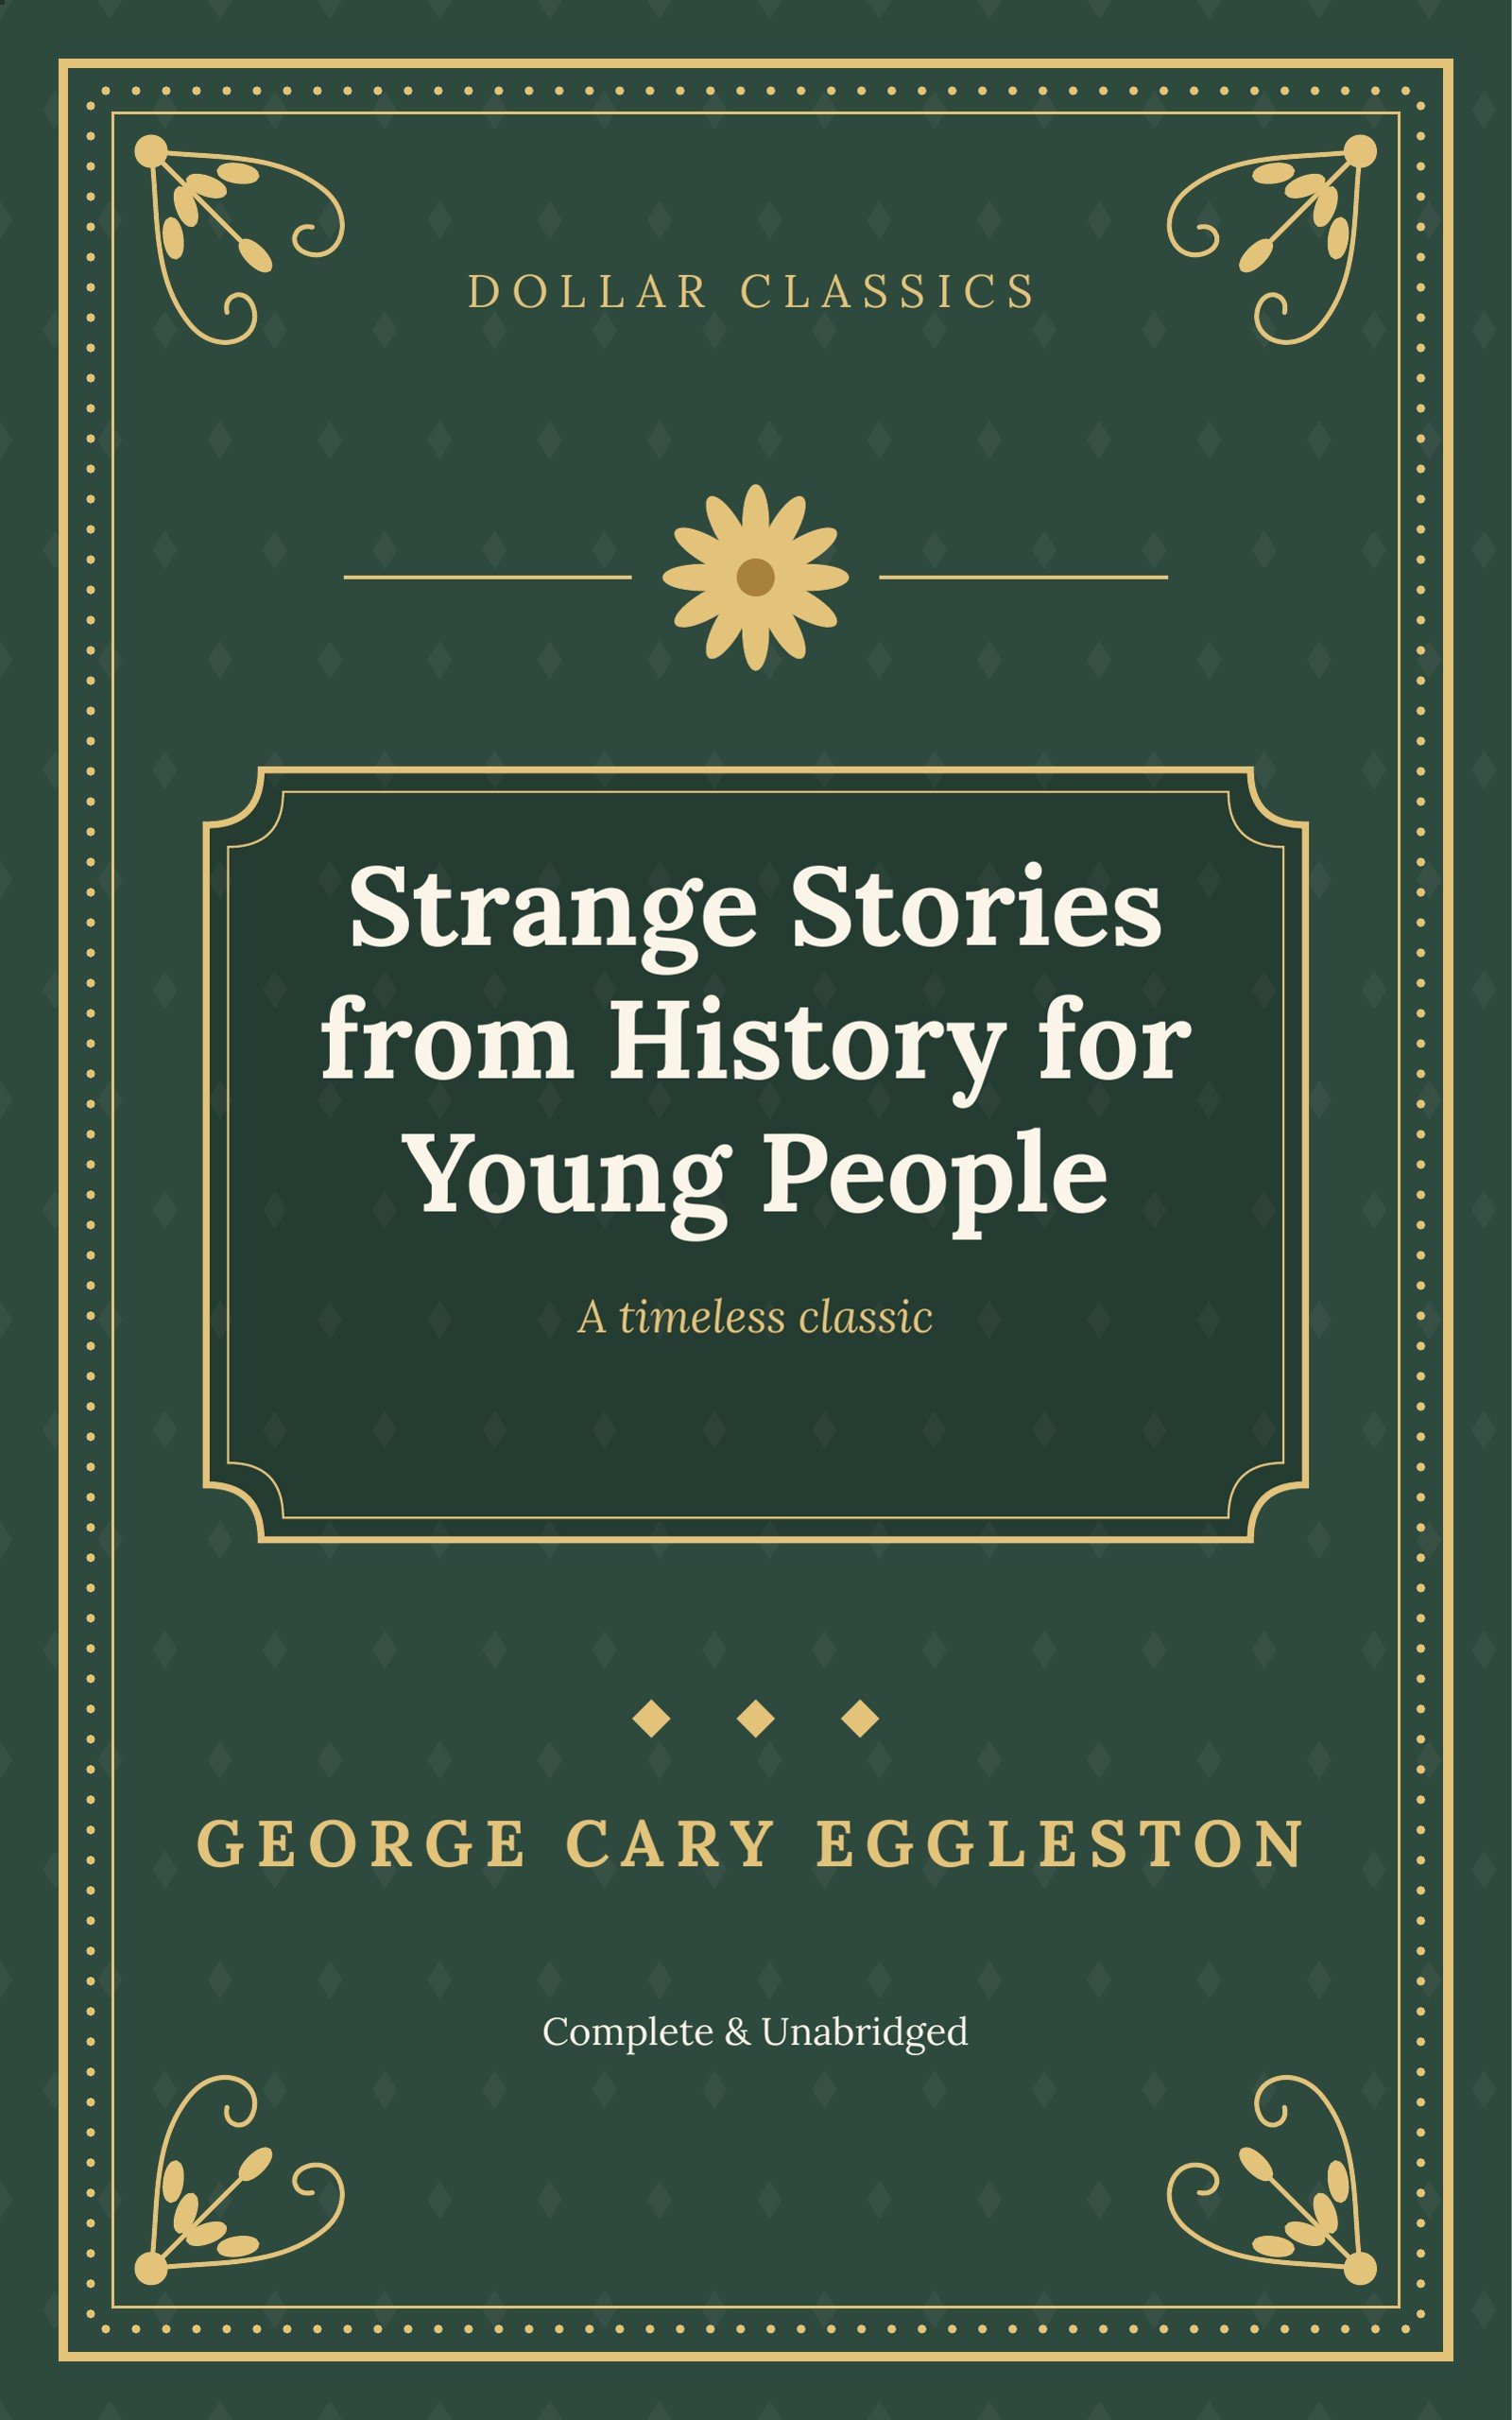 DOLLAR CLASSICS
Strange Stories
from History for
Young People
A timeless classic
GEORGE CARY EGGLESTON
Complete & Unabridged